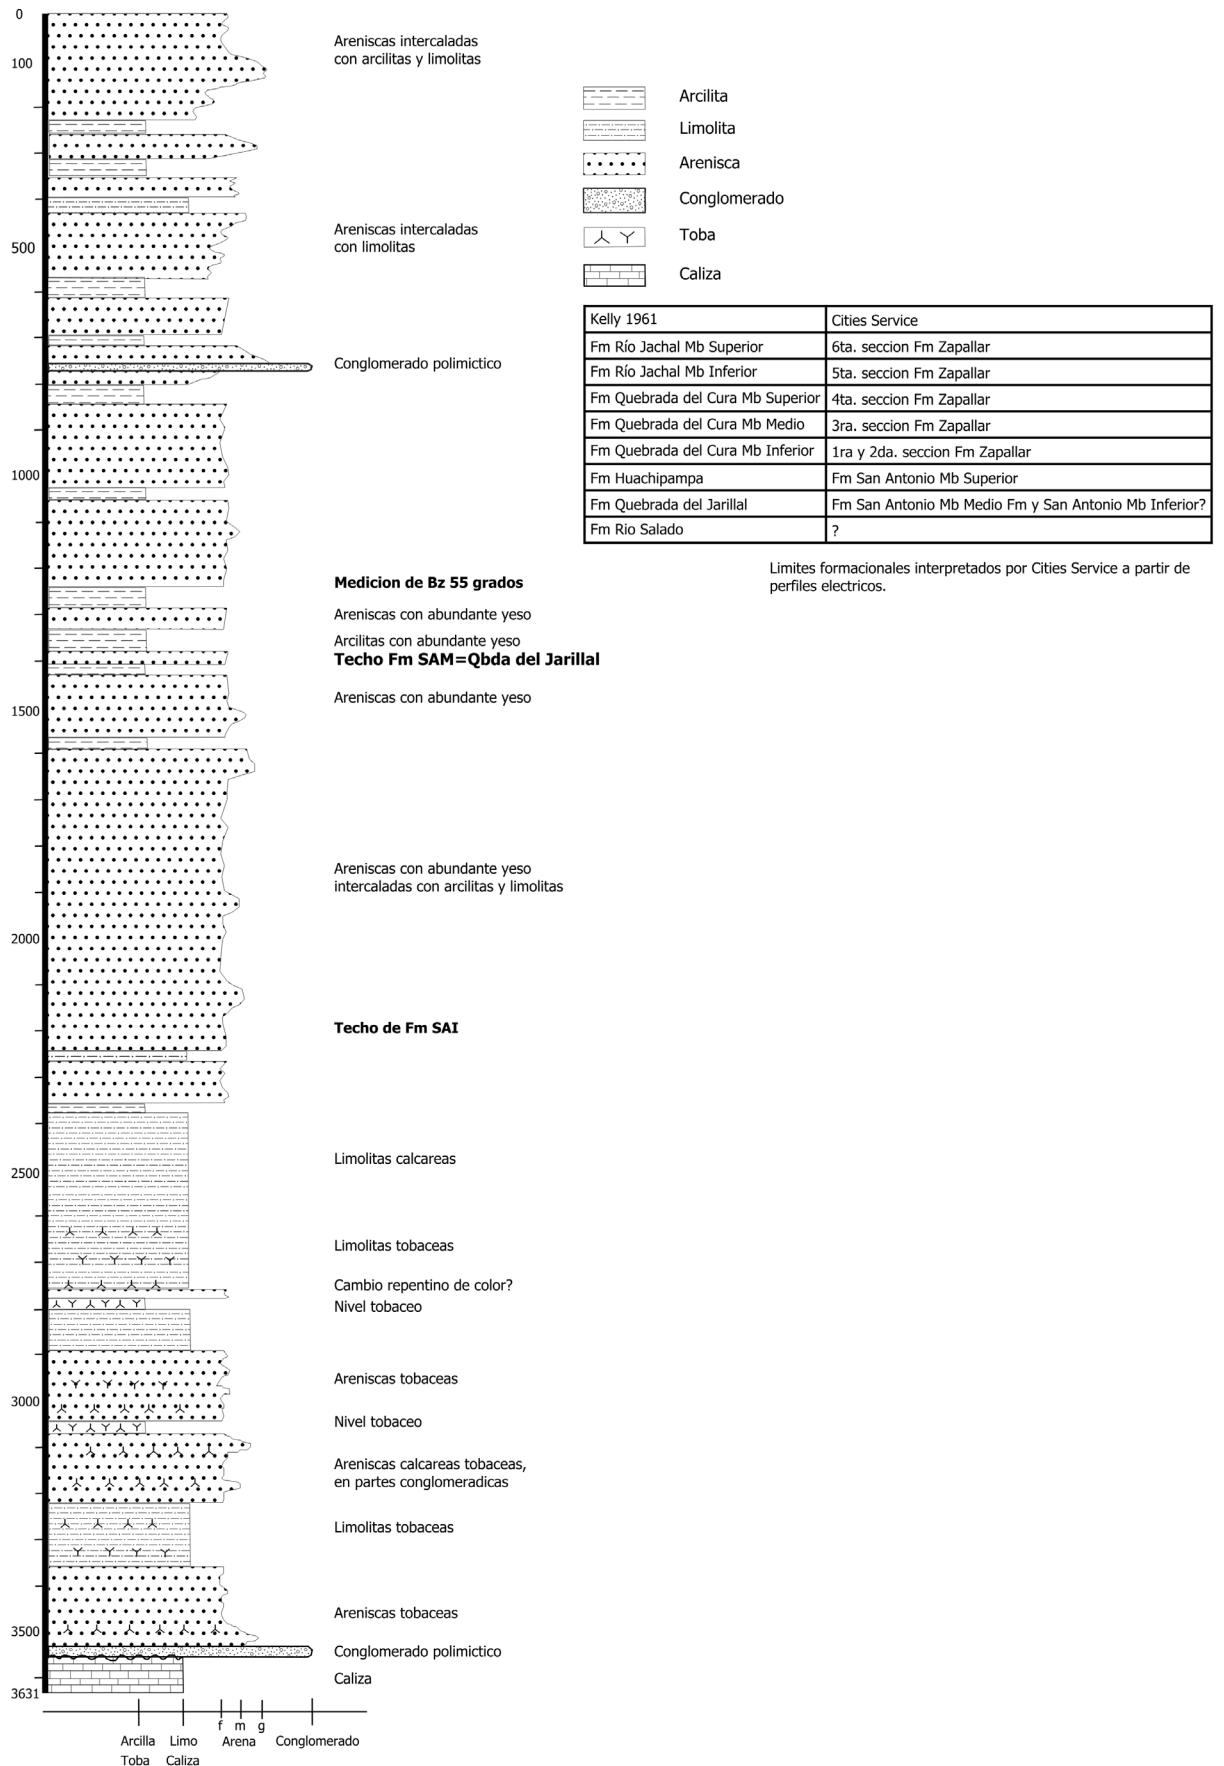 0
100
500
1000
1500
2000
2500
3000
3500
3631
Areniscas intercaladas
con arcilitas y limolitas
Areniscas intercaladas
con limolitas
Conglomerado polimictico
Medicion de Bz 55 grados
Areniscas con abundante yeso
Arcilitas con abundante yeso
Techo Fm SAM=Qbda del Jarillal
Areniscas con abundante yeso
Areniscas con abundante yeso
intercaladas con arcilitas y limolitas
Techo de Fm SAI
Limolitas calcareas
Limolitas tobaceas
Cambio repentino de color?
Nivel tobaceo
Areniscas tobaceas
Nivel tobaceo
Areniscas calcareas tobaceas,
en partes conglomeradicas
Limolitas tobaceas
Areniscas tobaceas
Conglomerado polimictico
Caliza
f m g
Arcilla Limo Arena Conglomerado
Toba Caliza
Arcilita
Limolita
Arenisca
Conglomerado
Toba
Caliza
Kelly 1961 Cities Service
Fm Río Jachal Mb Superior 6ta. seccion Fm Zapallar
Fm Río Jachal Mb Inferior 5ta. seccion Fm Zapallar
Fm Quebrada del Cura Mb Superior 4ta. seccion Fm Zapallar
Fm Quebrada del Cura Mb Medio 3ra. seccion Fm Zapallar
Fm Quebrada del Cura Mb Inferior 1ra y 2da. seccion Fm Zapallar
Fm Huachipampa Fm San Antonio Mb Superior
Fm Quebrada del Jarillal Fm San Antonio Mb Medio Fm y San Antonio Mb Inferior?
Fm Rio Salado ?
Limites formacionales interpretados por Cities Service a partir de
perfiles electricos.